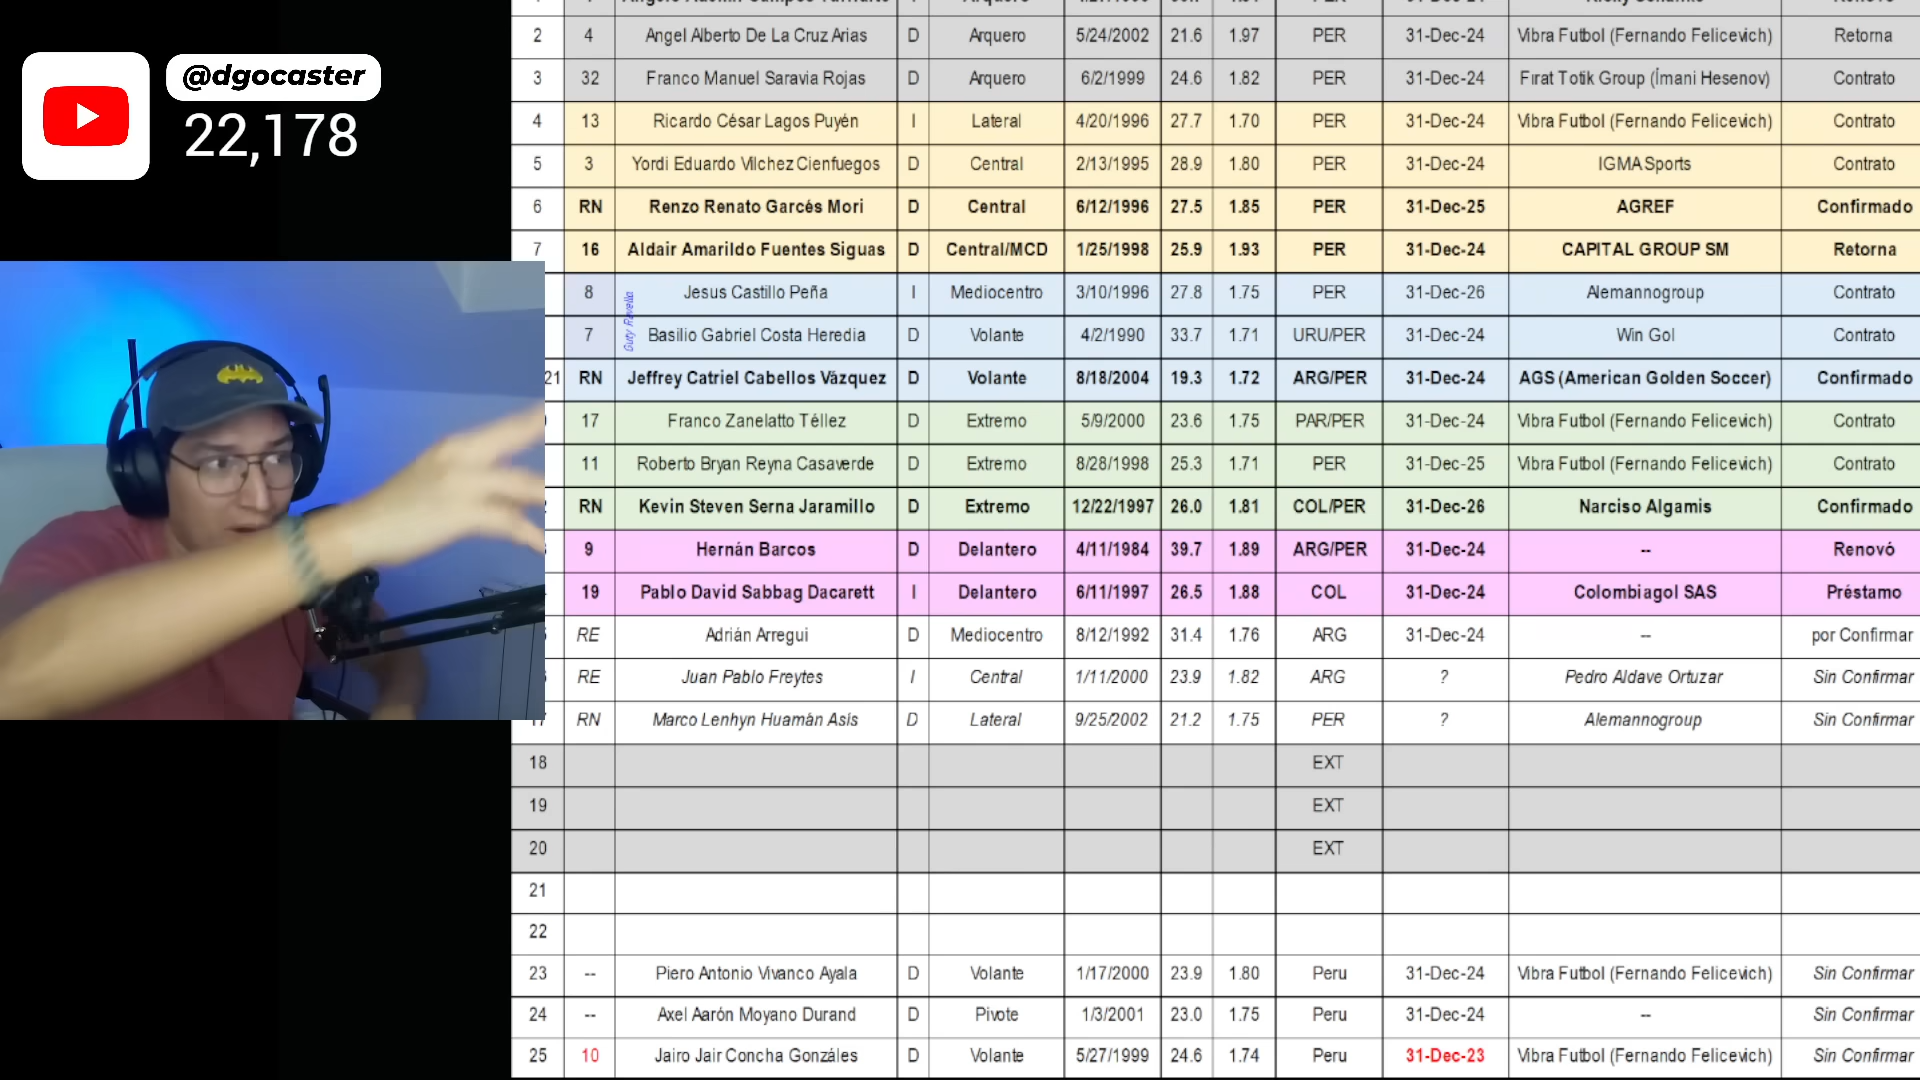 @dgocaster
22,178
2 4 Angel Alberto De La Cruz Arias D Arquero 5/24/2002 21.6 1.97 PER 31-Dec-24 Vibra Futbol (Fernando Felicevich) Retorna
3 32 Franco Manuel Saravia Rojas D Arquero 6/2/1999 24.6 1.82 PER 31-Dec-24 Fırat Totik Group (İmani Hesenov) Contrato
4 13 Ricardo César Lagos Puyén I Lateral 4/20/1996 27.7 1.70 PER 31-Dec-24 Vibra Futbol (Fernando Felicevich) Contrato
5 3 Yordi Eduardo Vilchez Cienfuegos D Central 2/13/1995 28.9 1.80 PER 31-Dec-24 IGMA Sports Contrato
6 RN Renzo Renato Garcés Mori D Central 6/12/1996 27.5 1.85 PER 31-Dec-25 AGREF Confirmado
7 16 Aldair Amarildo Fuentes Siguas D Central/MCD 1/25/1998 25.9 1.93 PER 31-Dec-24 CAPITAL GROUP SM Retorna
8 Jesus Castillo Peña I Mediocentro 3/10/1996 27.8 1.75 PER 31-Dec-26 Alemannogroup Contrato
Guty Ravella
7 Basilio Gabriel Costa Heredia D Volante 4/2/1990 33.7 1.71 URU/PER 31-Dec-24 Win Gol Contrato
21 RN Jeffrey Catriel Cabellos Vázquez D Volante 8/18/2004 19.3 1.72 ARG/PER 31-Dec-24 AGS (American Golden Soccer) Confirmado
17 Franco Zanelatto Téllez D Extremo 5/9/2000 23.6 1.75 PAR/PER 31-Dec-24 Vibra Futbol (Fernando Felicevich) Contrato
11 Roberto Bryan Reyna Casaverde D Extremo 8/28/1998 25.3 1.71 PER 31-Dec-25 Vibra Futbol (Fernando Felicevich) Contrato
RN Kevin Steven Serna Jaramillo D Extremo 12/22/1997 26.0 1.81 COL/PER 31-Dec-26 Narciso Algamis Confirmado
9 Hernán Barcos D Delantero 4/11/1984 39.7 1.89 ARG/PER 31-Dec-24 -- Renovó
19 Pablo David Sabbag Dacarett I Delantero 6/11/1997 26.5 1.88 COL 31-Dec-24 Colombiagol SAS Préstamo
RE Adrián Arregui D Mediocentro 8/12/1992 31.4 1.76 ARG 31-Dec-24 -- por Confirmar
RE Juan Pablo Freytes I Central 1/11/2000 23.9 1.82 ARG ? Pedro Aldave Ortuzar Sin Confirmar
17 RN Marco Lenhyn Huamán Asís D Lateral 9/25/2002 21.2 1.75 PER ? Alemannogroup Sin Confirmar
18 EXT
19 EXT
20 EXT
21
22
23 -- Piero Antonio Vivanco Ayala D Volante 1/17/2000 23.9 1.80 Peru 31-Dec-24 Vibra Futbol (Fernando Felicevich) Sin Confirmar
24 -- Axel Aarón Moyano Durand D Pivote 1/3/2001 23.0 1.75 Peru 31-Dec-24 -- Sin Confirmar
25 10 Jairo Jair Concha Gonzáles D Volante 5/27/1999 24.6 1.74 Peru 31-Dec-23 Vibra Futbol (Fernando Felicevich) Sin Confirmar